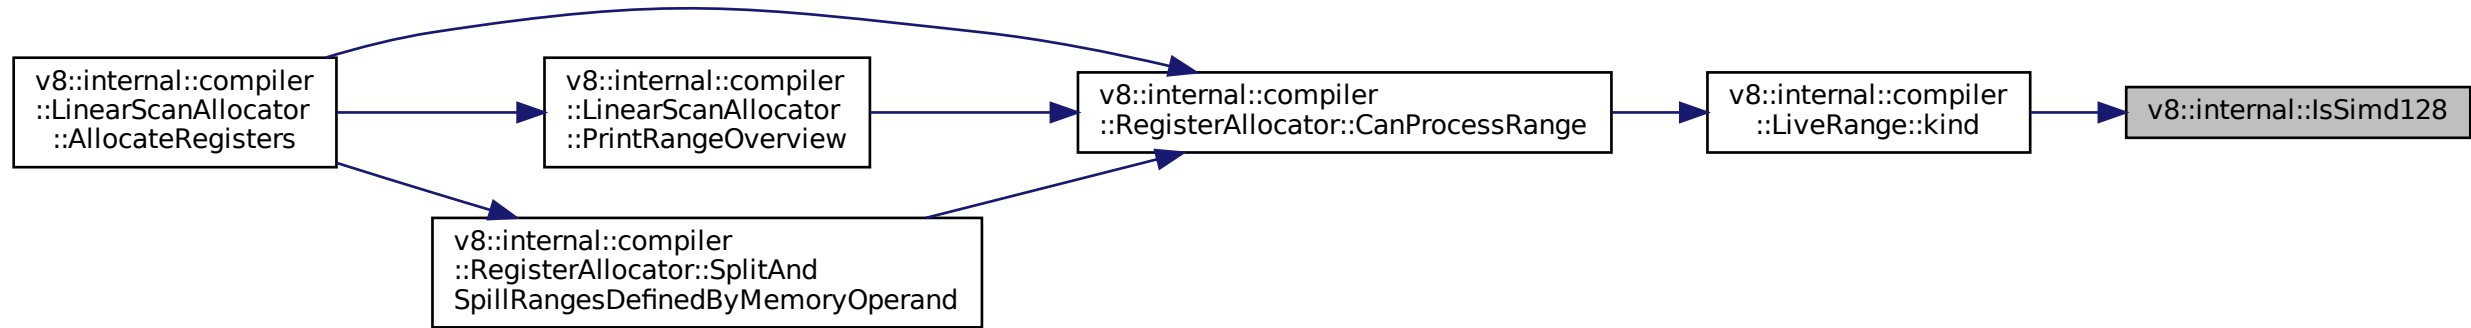 v8::internal::compiler
::LinearScanAllocator
::AllocateRegisters
v8::internal::compiler
::LinearScanAllocator
::PrintRangeOverview
v8::internal::compiler
::RegisterAllocator::SplitAnd
SpillRangesDefinedByMemoryOperand
v8::internal::compiler
::RegisterAllocator::CanProcessRange
v8::internal::compiler
::LiveRange::kind
v8::internal::IsSimd128